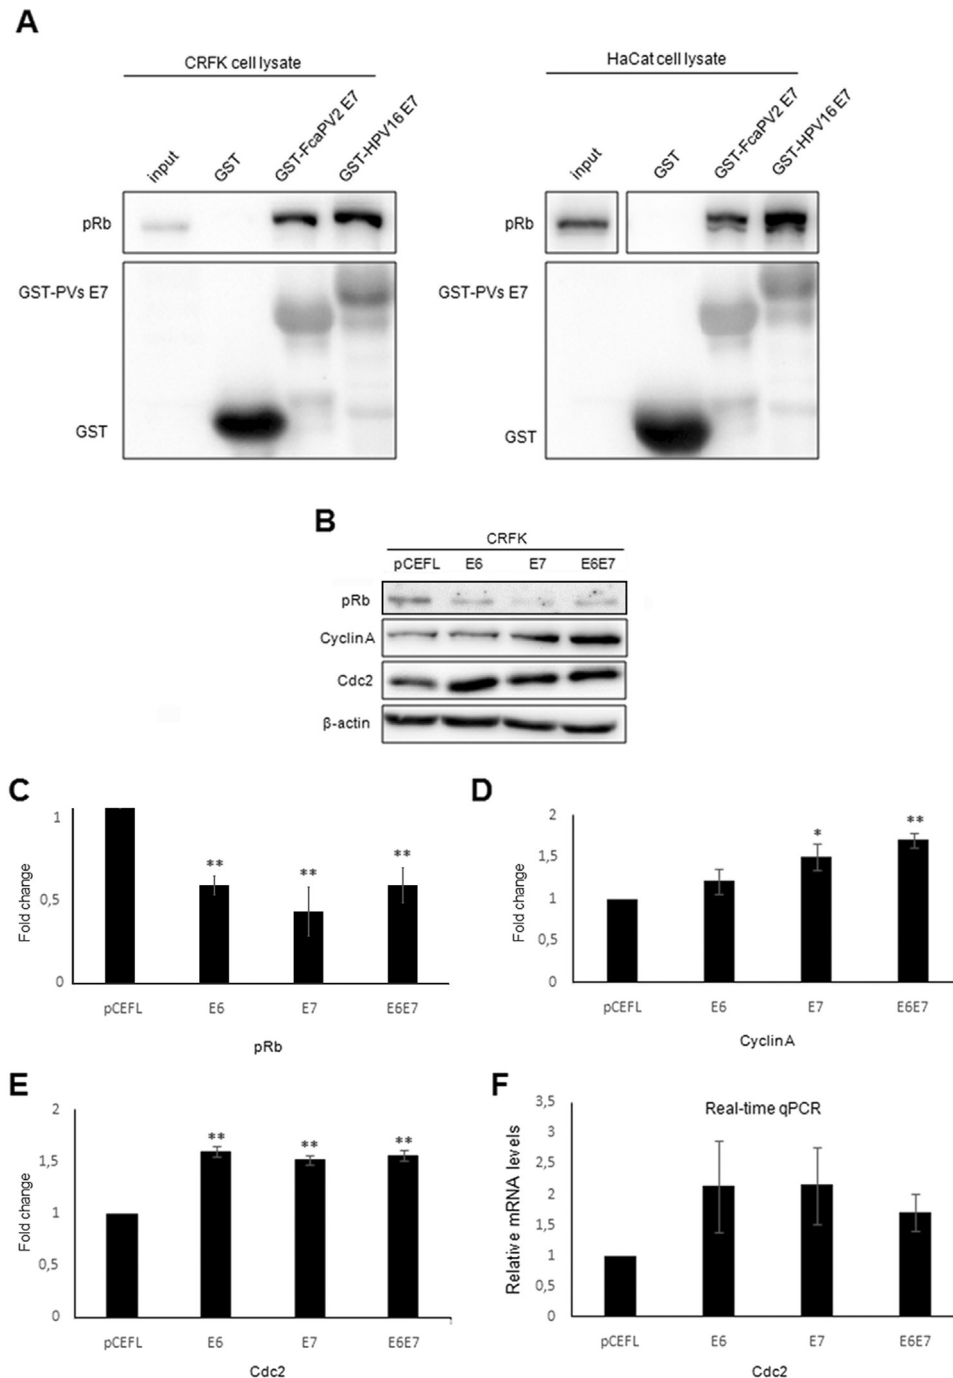 A
CRFK cell lysate
HaCat cell lysate
input
GST
GST-FcaPV2 E7
GST-HPV16 E7
input
GST
GST-FcaPV2 E7
GST-HPV16 E7
pRb
pRb
GST-PVs E7
GST-PVs E7
GST
GST
B
CRFK
pCEFL E6 E7 E6E7
pRb
Cyclin A
Cdc2
β-actin
C
Fold change
1
0,5
0
**
**
**
pCEFL E6 E7 E6E7
pRb
D
Fold change
2
1,5
1
0,5
0
*
**
pCEFL E6 E7 E6E7
Cyclin A
E
Fold change
2
1,5
1
0,5
0
**
**
**
pCEFL E6 E7 E6E7
Cdc2
F
Real-time qPCR
Relative mRNA levels
3,5
3
2,5
2
1,5
1
0,5
0
pCEFL E6 E7 E6E7
Cdc2